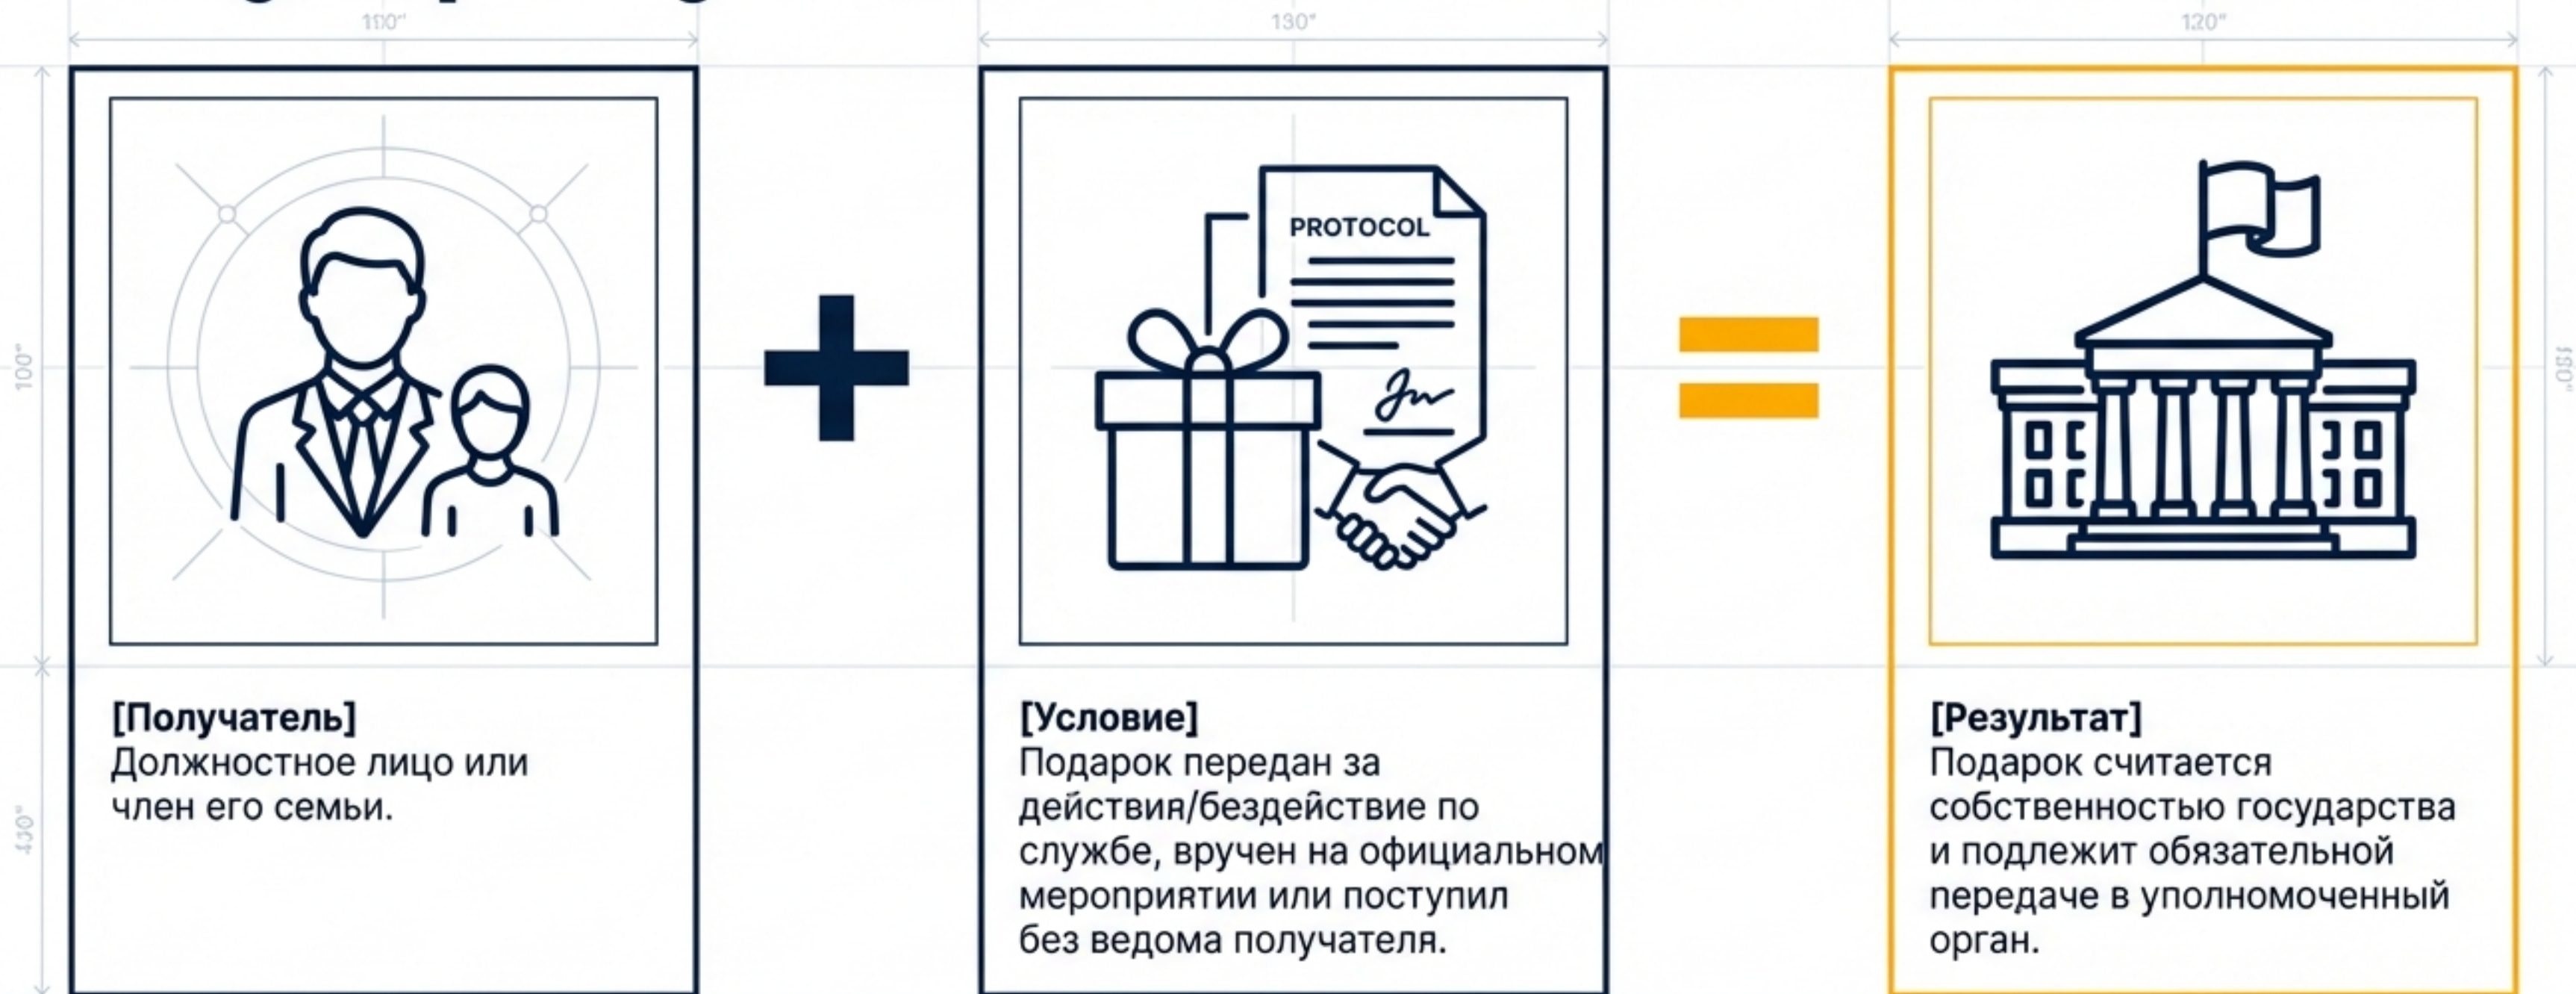 110"
130"
120"
100"
PROTOCOL
[Получатель]
Должностное лицо или
член его семьи.
[Условие]
Подарок передан за
действия/бездействие по
службе, вручен на официальном
мероприятии или поступил
без ведома получателя.
[Результат]
Подарок считается
собственностью государства
и подлежит обязательной
передаче в уполномоченный
орган.